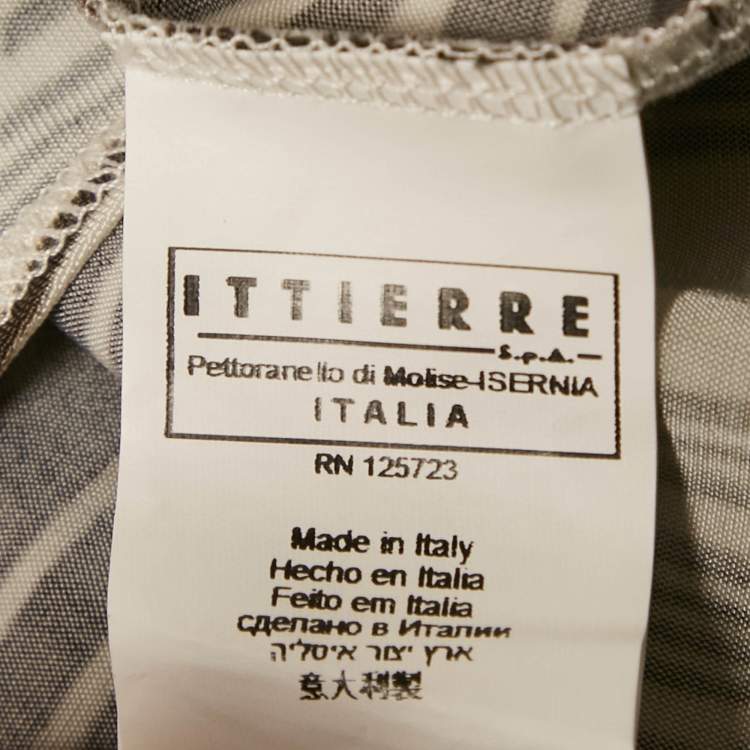 ITTIERRE
S.p.A.
Pettoranello di Molise-ISERNIA
ITALIA
RN 125723
Made in Italy
Hecho en Italia
Feito em Italia
сделано в Италии
ארץ יצור איטליה
意大利製